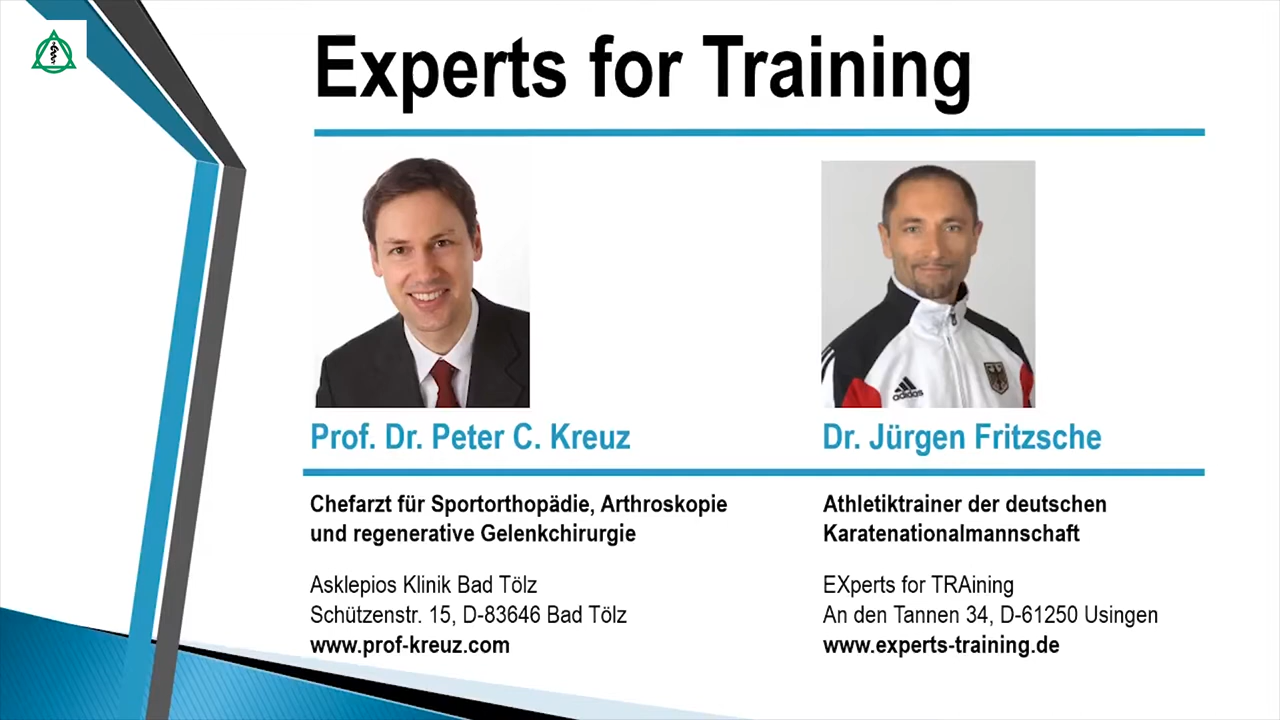 Experts for Training
adidas
Prof. Dr. Peter C. Kreuz
Dr. Jürgen Fritzsche
Chefarzt für Sportorthopädie, Arthroskopie
und regenerative Gelenkchirurgie
Athletiktrainer der deutschen
Karatenationalmannschaft
Asklepios Klinik Bad Tölz
Schützenstr. 15, D-83646 Bad Tölz
www.prof-kreuz.com
EXperts for TRAining
An den Tannen 34, D-61250 Usingen
www.experts-training.de